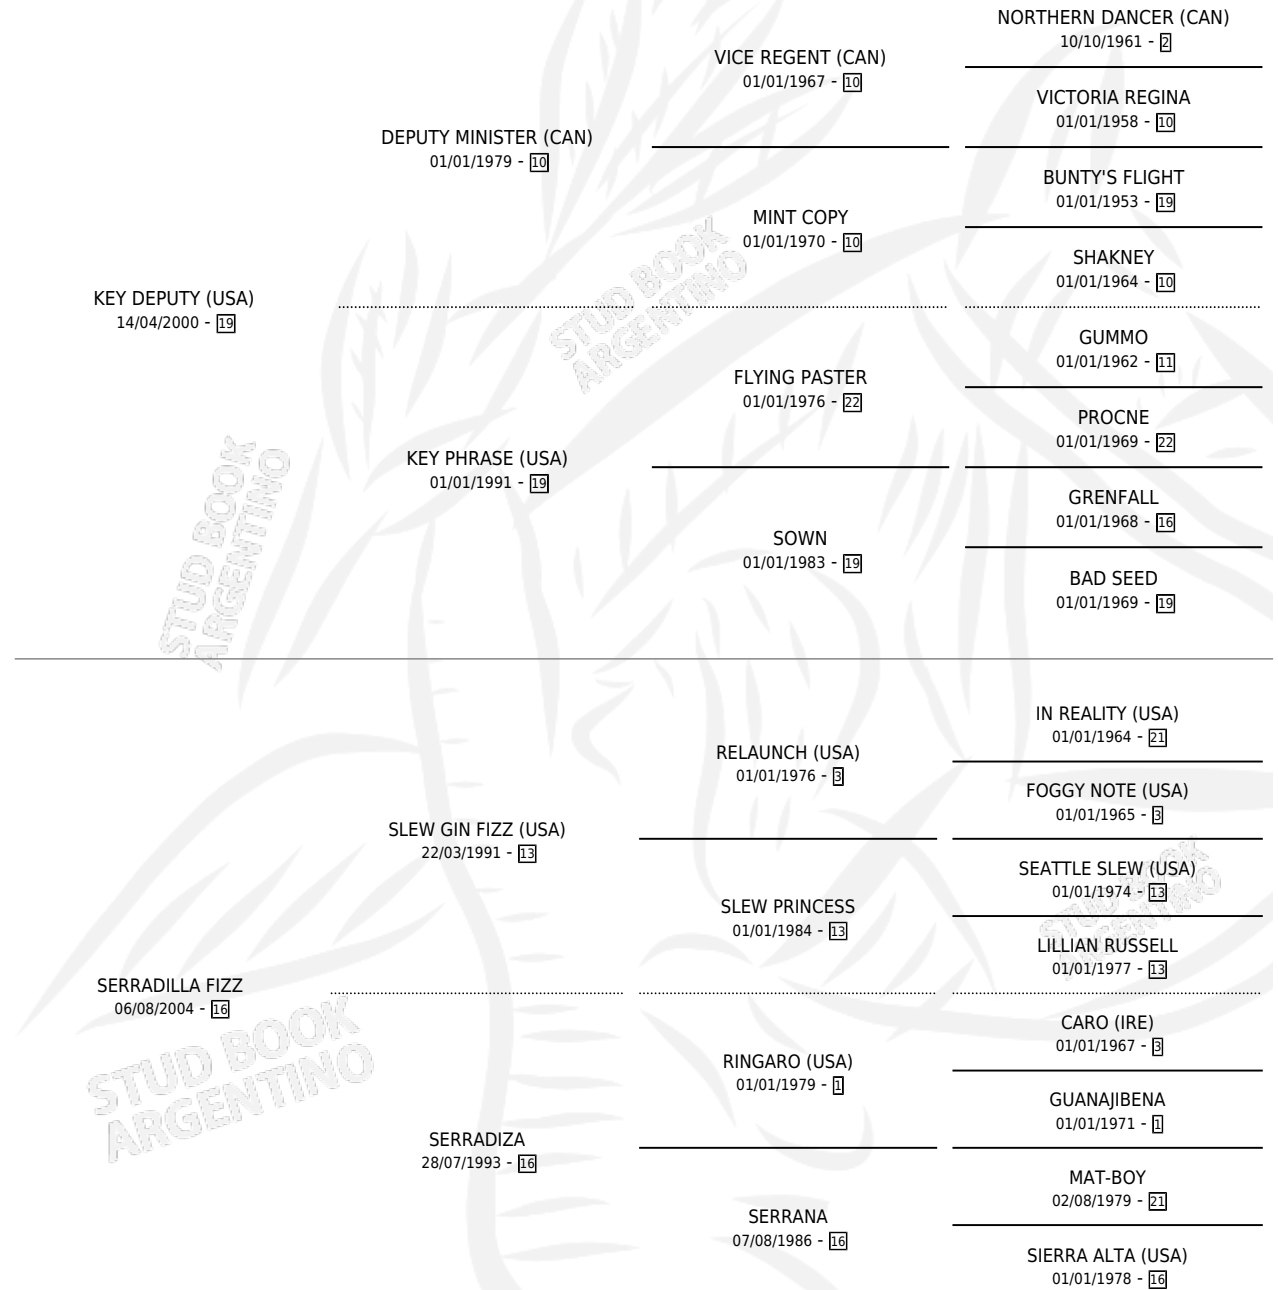 NORTHERN DANCER (CAN)
10/10/1961 - 2
VICE REGENT (CAN)
01/01/1967 - 10
VICTORIA REGINA
01/01/1958 - 10
DEPUTY MINISTER (CAN)
01/01/1979 - 10
BUNTY'S FLIGHT
01/01/1953 - 19
MINT COPY
01/01/1970 - 10
SHAKNEY
01/01/1964 - 10
KEY DEPUTY (USA)
14/04/2000 - 19
STUD BOOK
ARGENTINO
GUMMO
01/01/1962 - 11
FLYING PASTER
01/01/1976 - 22
PROCNE
01/01/1969 - 22
KEY PHRASE (USA)
01/01/1991 - 19
GRENFALL
01/01/1968 - 16
SOWN
01/01/1983 - 19
BAD SEED
01/01/1969 - 19
STUD BOOK
ARGENTINO
IN REALITY (USA)
01/01/1964 - 21
RELAUNCH (USA)
01/01/1976 - 3
FOGGY NOTE (USA)
01/01/1965 - 3
SLEW GIN FIZZ (USA)
22/03/1991 - 13
SEATTLE SLEW (USA)
01/01/1974 - 13
SLEW PRINCESS
01/01/1984 - 13
LILLIAN RUSSELL
01/01/1977 - 13
STUD BOOK
ARGENTINO
SERRADILLA FIZZ
06/08/2004 - 16
CARO (IRE)
01/01/1967 - 3
RINGARO (USA)
01/01/1979 - 1
GUANAJIBENA
01/01/1971 - 1
STUD BOOK
ARGENTINO
SERRADIZA
28/07/1993 - 16
MAT-BOY
02/08/1979 - 21
SERRANA
07/08/1986 - 16
SIERRA ALTA (USA)
01/01/1978 - 16